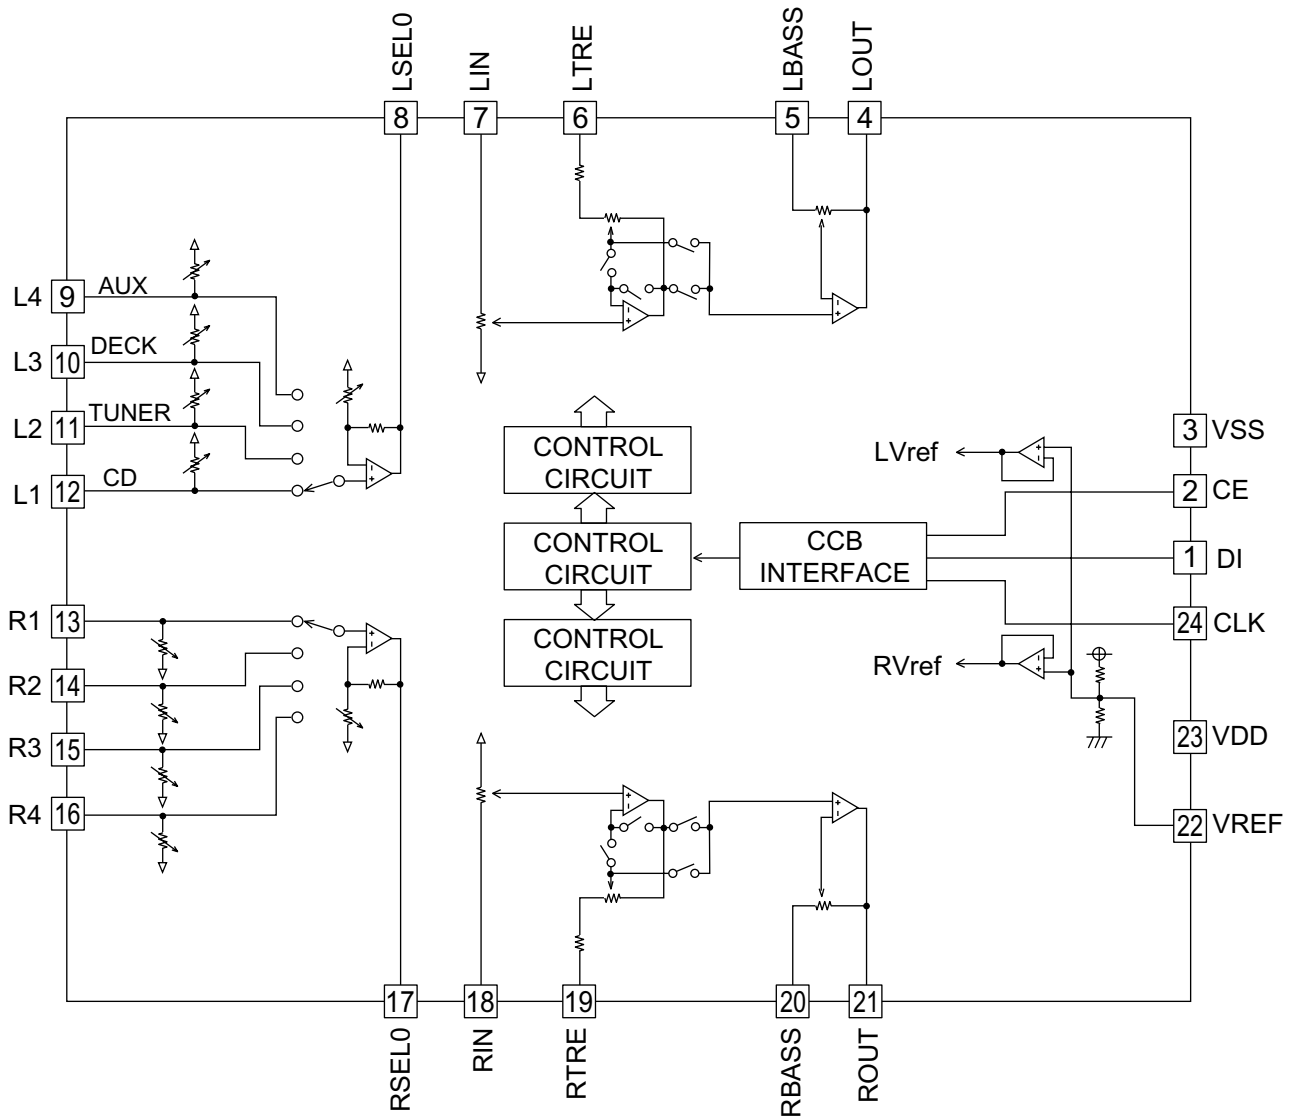 LSEL0
LIN
LTRE
LBASS
LOUT
8
7
6
5
4
L4
9
AUX
L3
10
DECK
L2
11
TUNER
L1
12
CD
CONTROL
CIRCUIT
CONTROL
CIRCUIT
CONTROL
CIRCUIT
CCB
INTERFACE
LVref
RVref
3
VSS
2
CE
1
DI
24
CLK
23
VDD
22
VREF
R1
13
R2
14
R3
15
R4
16
17
18
19
20
21
RSEL0
RIN
RTRE
RBASS
ROUT